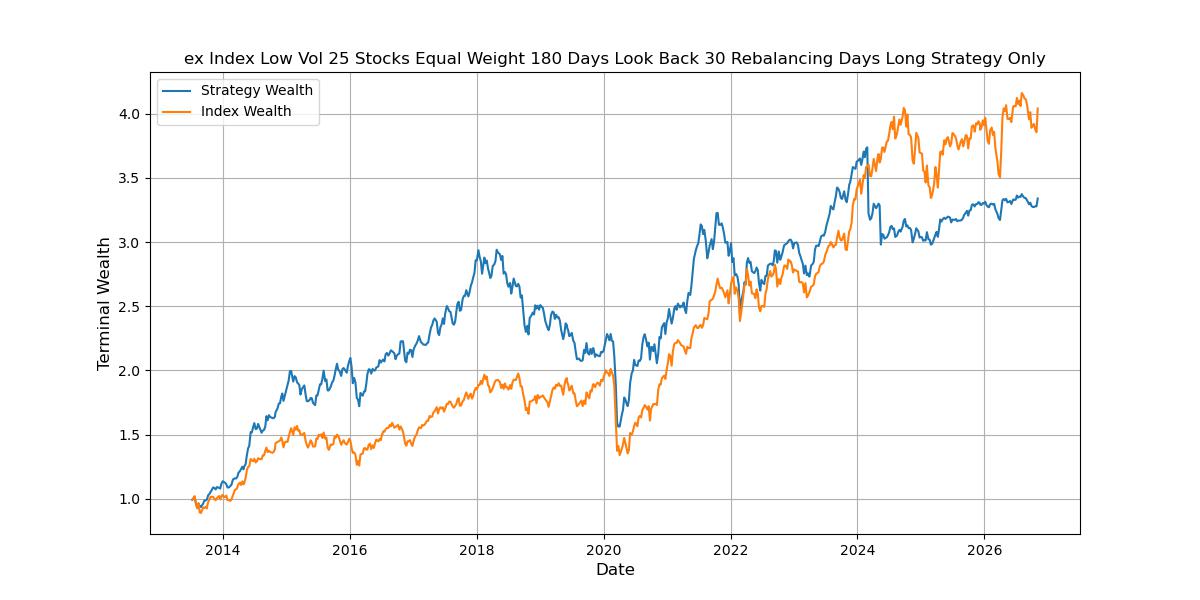 ex Index Low Vol 25 Stocks Equal Weight 180 Days Look Back 30 Rebalancing Days Long Strategy Only
Strategy Wealth
Index Wealth
Terminal Wealth
4.0
3.5
3.0
2.5
2.0
1.5
1.0
2014 2016 2018 2020 2022 2024 2026
Date